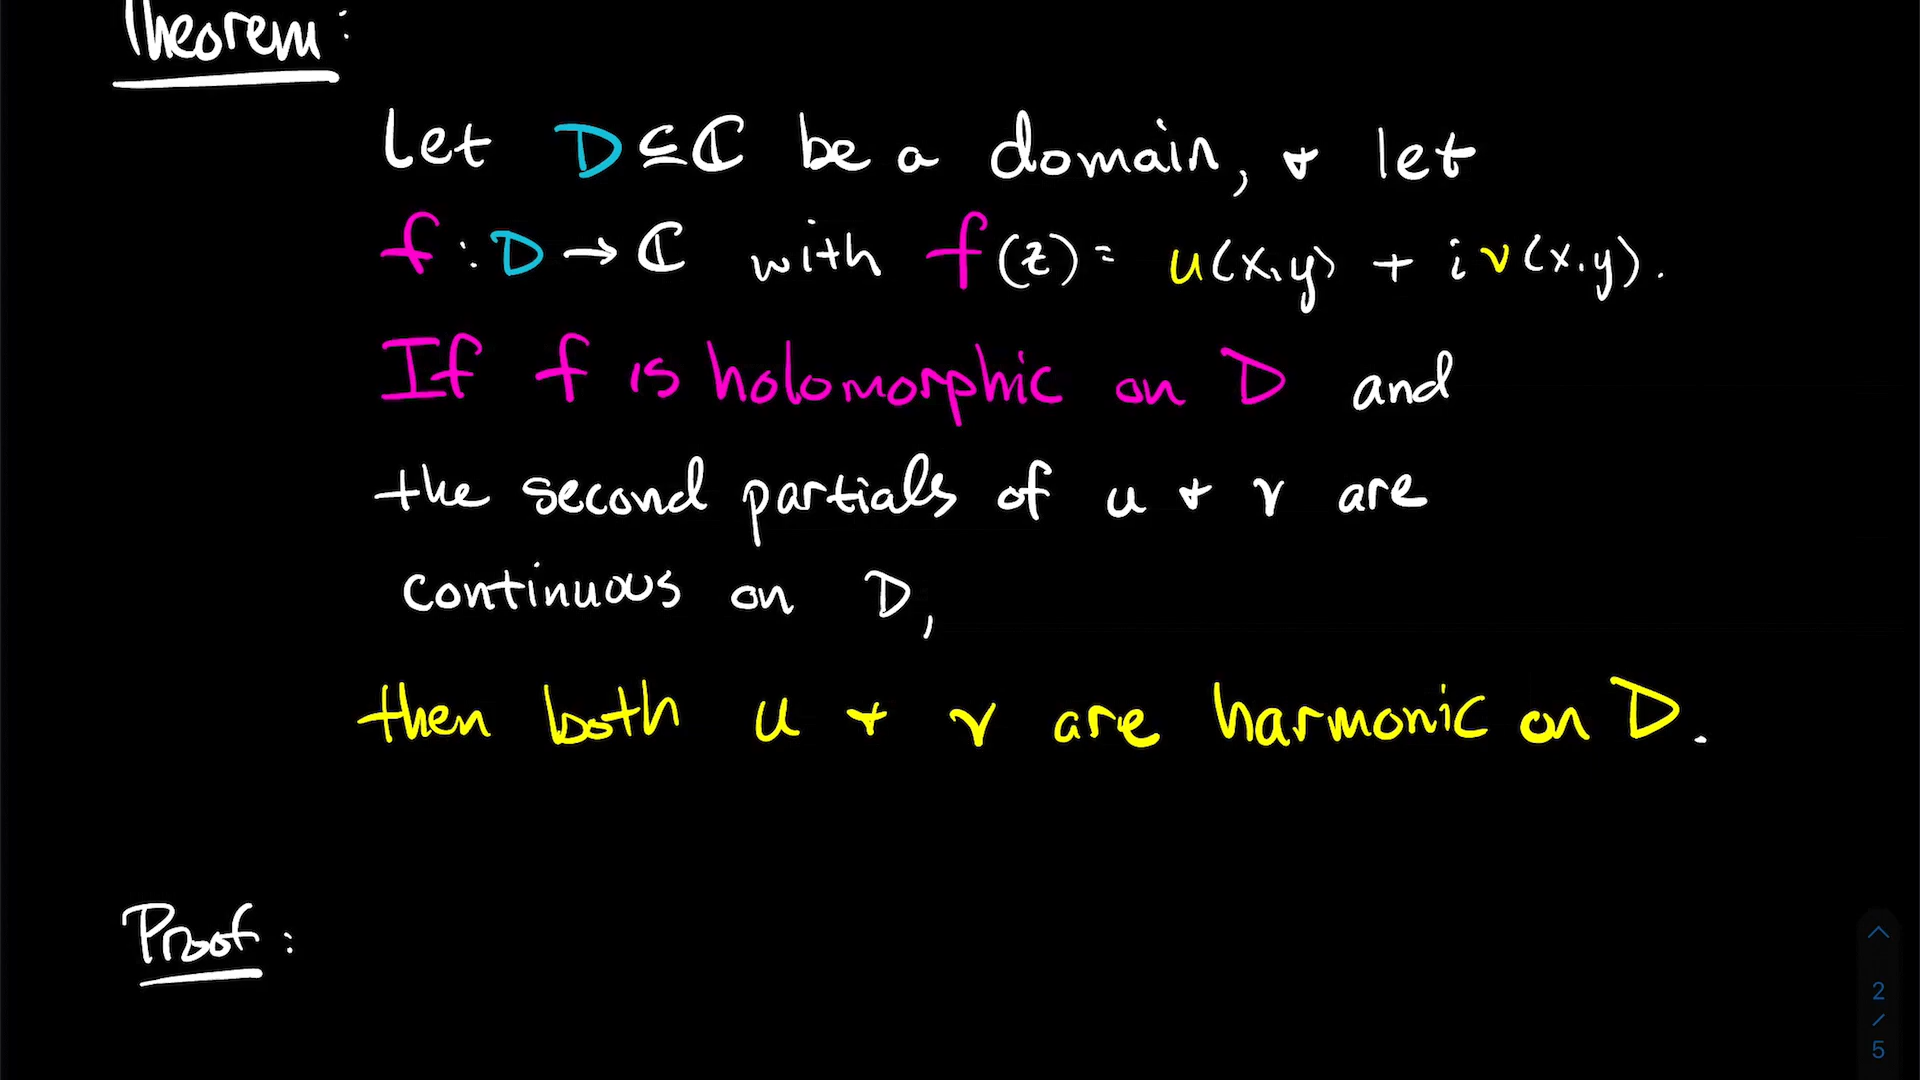 Theorem:
Let D ⊆ ℂ be a domain, & let
f : D → ℂ with f(z) = u(x,y) + i v(x,y).
If f is holomorphic on D and
the second partials of u & v are
continuous on D,
then both u & v are harmonic on D.
Proof:
2
/
5